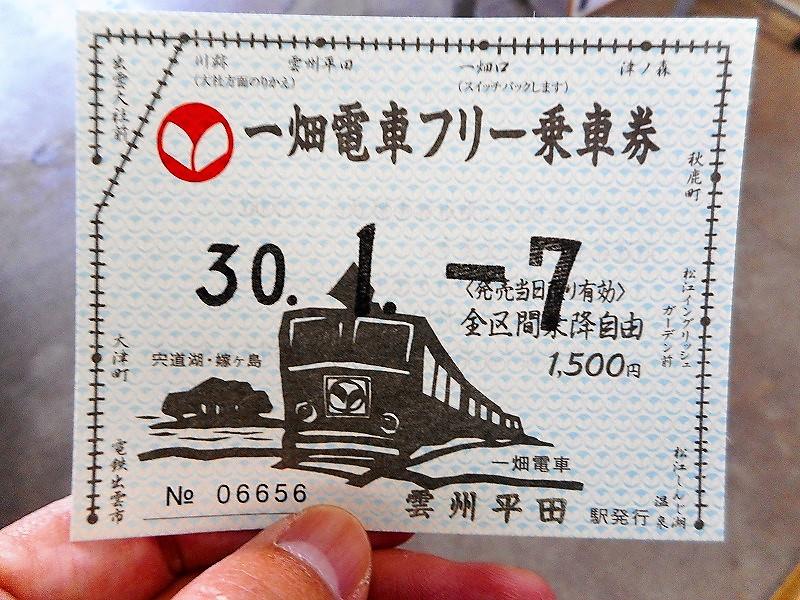 川跡
(大社方面のりかえ)
雲州平田
一畑口
(スイッチバックします)
津ノ森
出雲大社前
一畑電車フリー乗車券
秋鹿町
30. 1. -7
〈発売当日限り有効〉
全区間乗降自由
1,500円
松江イングリッシュ
ガーデン前
大津町
宍道湖・嫁ヶ島
一畑電車
電鉄出雲市
№ 06656
雲州平田 駅発行
松江しんじ湖
温泉